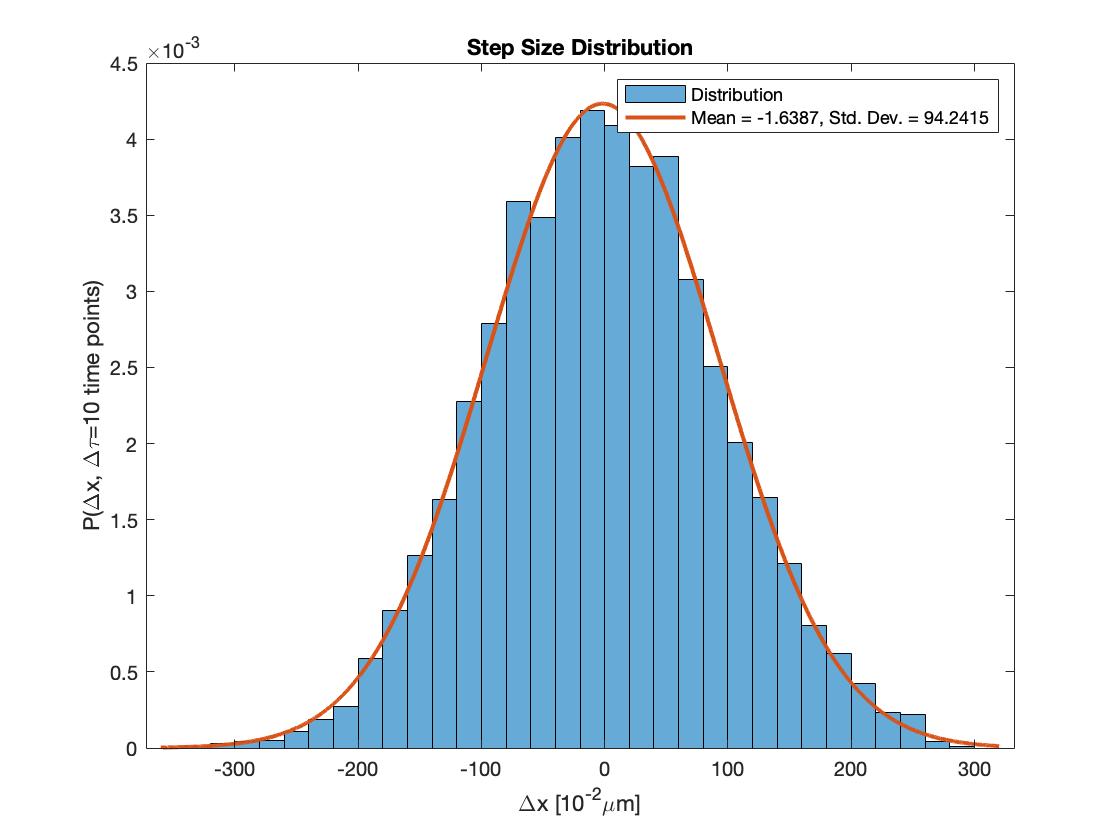 Step Size Distribution
×10⁻³
Distribution
Mean = -1.6387, Std. Dev. = 94.2415
4.5
4
3.5
3
2.5
2
1.5
1
0.5
0
P(Δx, Δτ=10 time points)
-300 -200 -100 0 100 200 300
Δx [10⁻²μm]